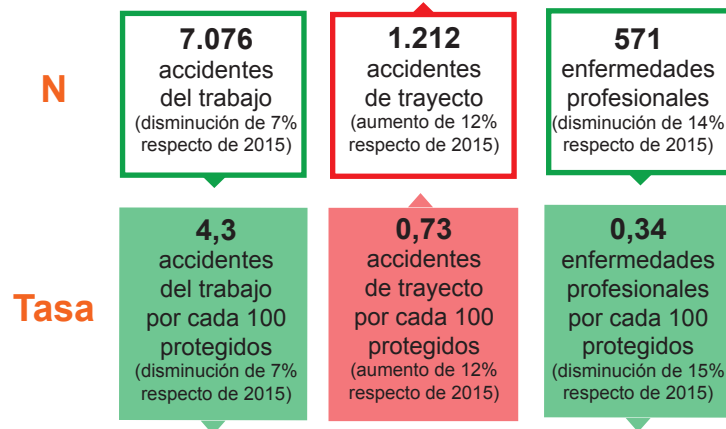 N
7.076
accidentes
del trabajo
(disminución de 7%
respecto de 2015)
1.212
accidentes
de trayecto
(aumento de 12%
respecto de 2015)
571
enfermedades
profesionales
(disminución de 14%
respecto de 2015)
Tasa
4,3
accidentes
del trabajo
por cada 100
protegidos
(disminución de 7%
respecto de 2015)
0,73
accidentes
de trayecto
por cada 100
protegidos
(aumento de 12%
respecto de 2015)
0,34
enfermedades
profesionales
por cada 100
protegidos
(disminución de 15%
respecto de 2015)